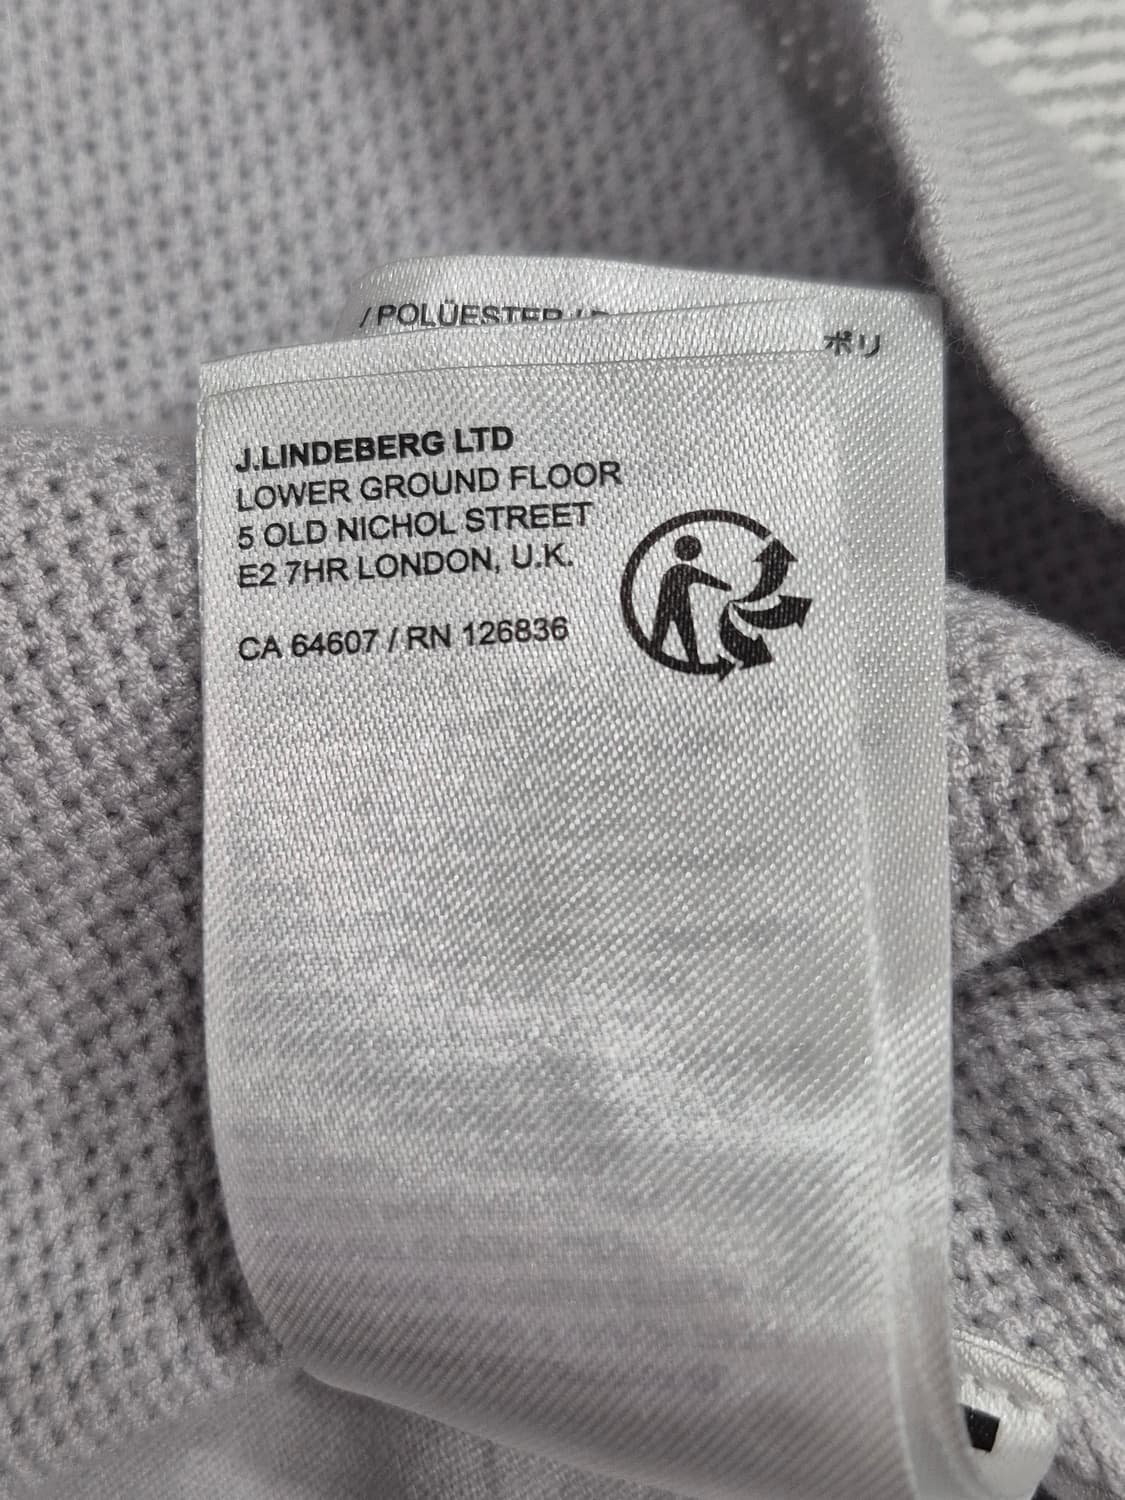 /POLÜESTER /
ポリ
J.LINDEBERG LTD
LOWER GROUND FLOOR
5 OLD NICHOL STREET
E2 7HR LONDON, U.K.
CA 64607 / RN 126836